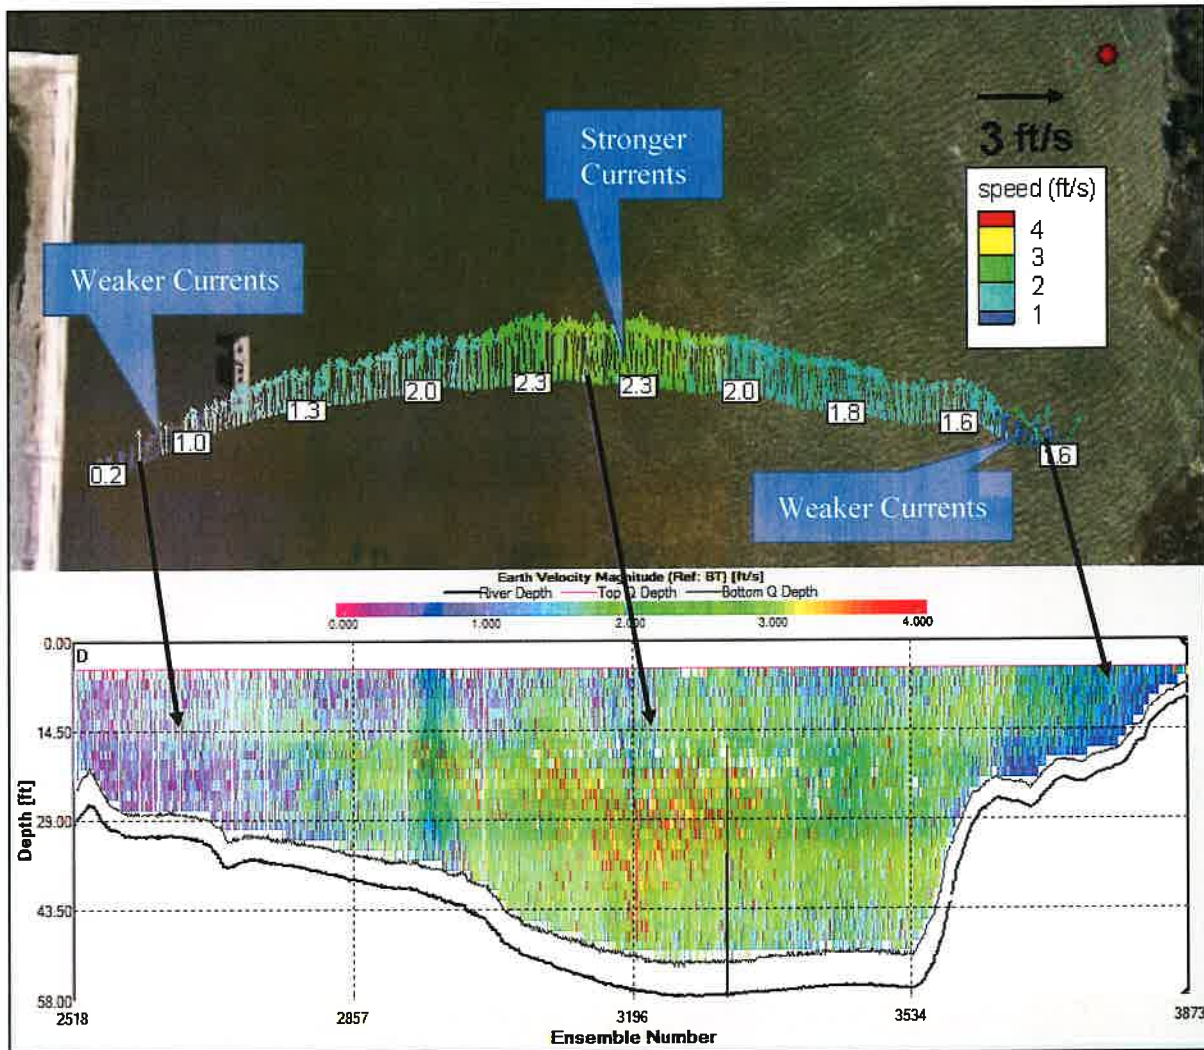 Stronger
Currents
3 ft/s
speed (ft/s)
4
3
2
1
Weaker Currents
0.2
1.0
1.3
2.0
2.3
2.3
2.0
1.8
1.6
1.6
Weaker Currents
Earth Velocity Magnitude (Ref: BT) [ft/s]
River Depth Top Q Depth Bottom Q Depth
0.000 1.000 2.000 3.000 4.000
0.00
D
14.50
29.00
43.50
58.00
Depth [ft]
2518 2857 3196 3534 3873
Ensemble Number